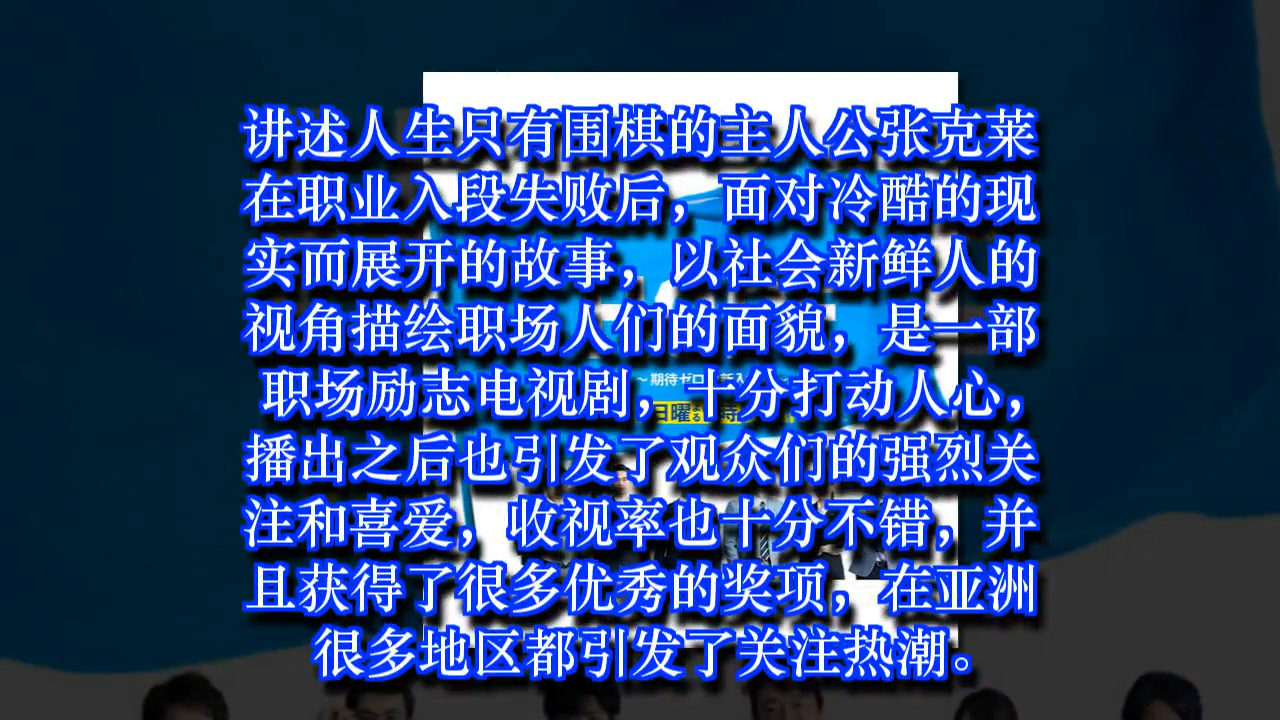 讲述人生只有围棋的主人公张克莱
在职业入段失败后，面对冷酷的现
实而展开的故事，以社会新鲜人的
视角描绘职场人们的面貌，是一部
～期待ゼロ
职场励志电视剧，十分打动人心，
日曜
播出之后也引发了观众们的强烈关
注和喜爱，收视率也十分不错，并
且获得了很多优秀的奖项，在亚洲
很多地区都引发了关注热潮。